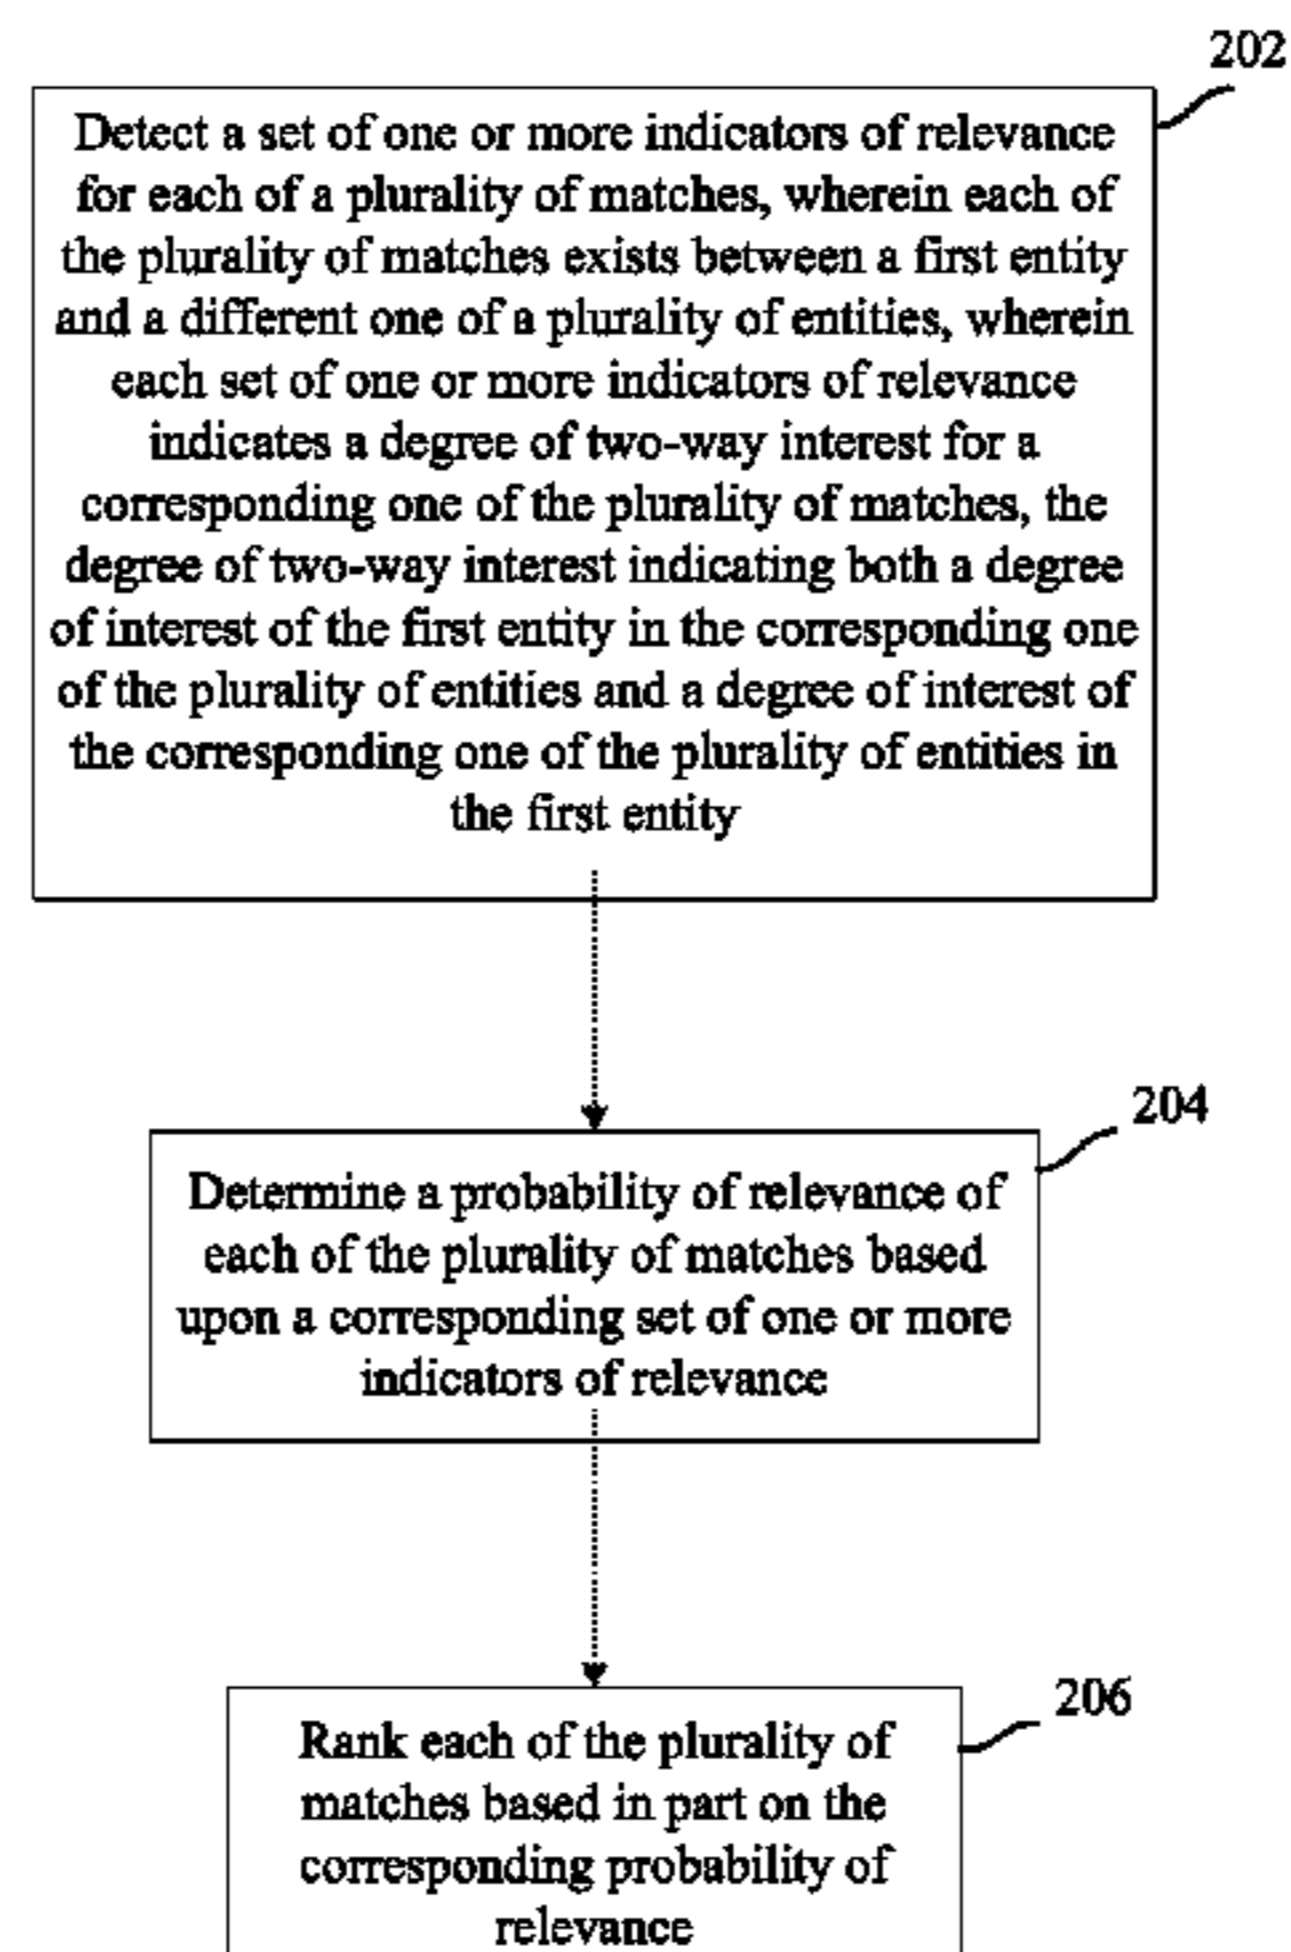 202
Detect a set of one or more indicators of relevance
for each of a plurality of matches, wherein each of
the plurality of matches exists between a first entity
and a different one of a plurality of entities, wherein
each set of one or more indicators of relevance
indicates a degree of two-way interest for a
corresponding one of the plurality of matches, the
degree of two-way interest indicating both a degree
of interest of the first entity in the corresponding one
of the plurality of entities and a degree of interest of
the corresponding one of the plurality of entities in
the first entity
204
Determine a probability of relevance of
each of the plurality of matches based
upon a corresponding set of one or more
indicators of relevance
206
Rank each of the plurality of
matches based in part on the
corresponding probability of
relevance